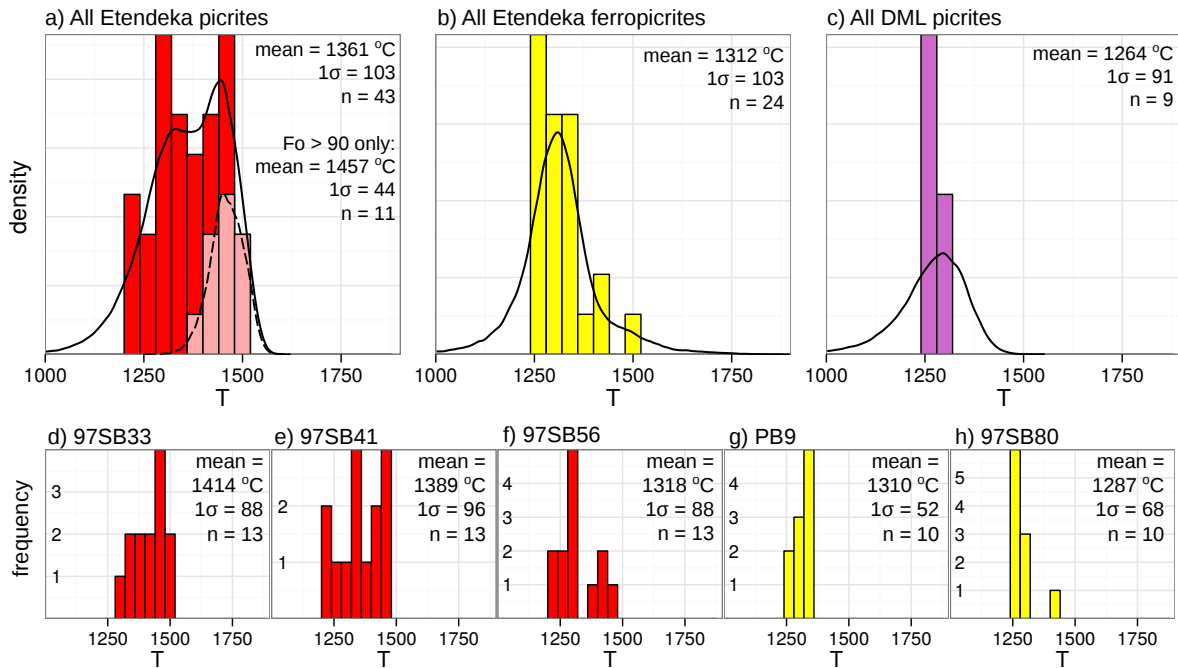 a) All Etendeka picrites
mean = 1361 °C
1σ = 103
n = 43
Fo > 90 only:
mean = 1457 °C
1σ = 44
n = 11
density
1000 1250 1500 1750
T
b) All Etendeka ferropicrites
mean = 1312 °C
1σ = 103
n = 24
1000 1250 1500 1750
T
c) All DML picrites
mean = 1264 °C
1σ = 91
n = 9
1000 1250 1500 1750
T
d) 97SB33
mean =
1414 °C
1σ = 88
n = 13
frequency
3
2
1
1250 1500 1750
T
e) 97SB41
mean =
1389 °C
1σ = 96
n = 13
2
1
1250 1500 1750
T
f) 97SB56
mean =
1318 °C
1σ = 88
n = 13
4
3
2
1
1250 1500 1750
T
g) PB9
mean =
1310 °C
1σ = 52
n = 10
4
3
2
1
1250 1500 1750
T
h) 97SB80
mean =
1287 °C
1σ = 68
n = 10
5
4
3
2
1
1250 1500 1750
T